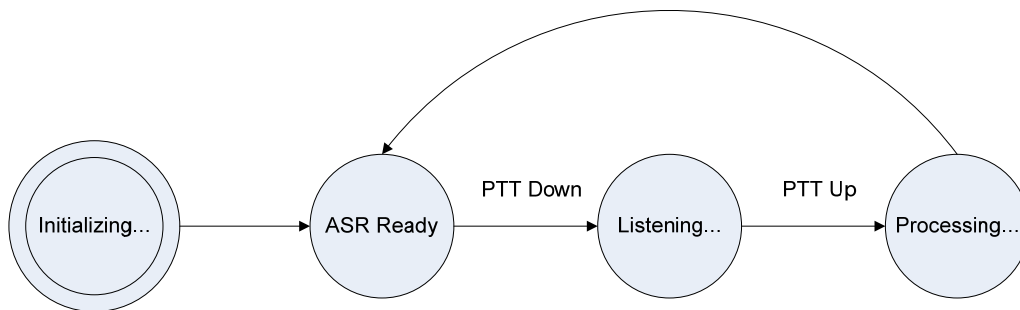 Initializing...
ASR Ready
PTT Down
Listening...
PTT Up
Processing...